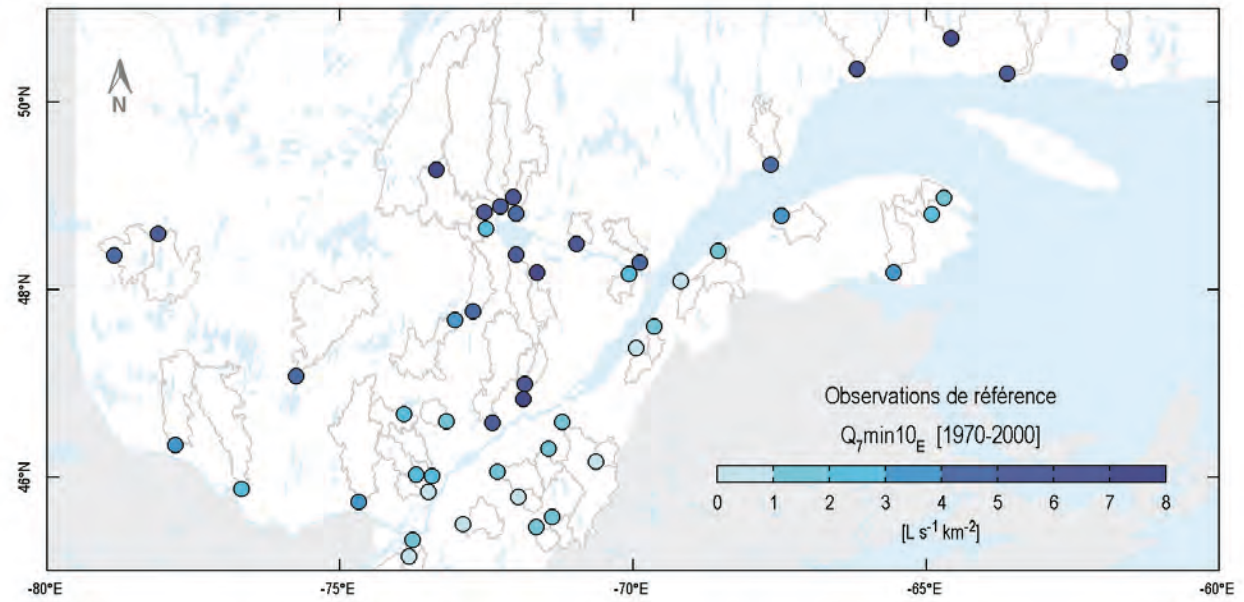 50°N
48°N
46°N
N
Observations de référence
Q₇min10_E [1970-2000]
0 1 2 3 4 5 6 7 8
[L s⁻¹ km⁻²]
-80°E -75°E -70°E -65°E -60°E